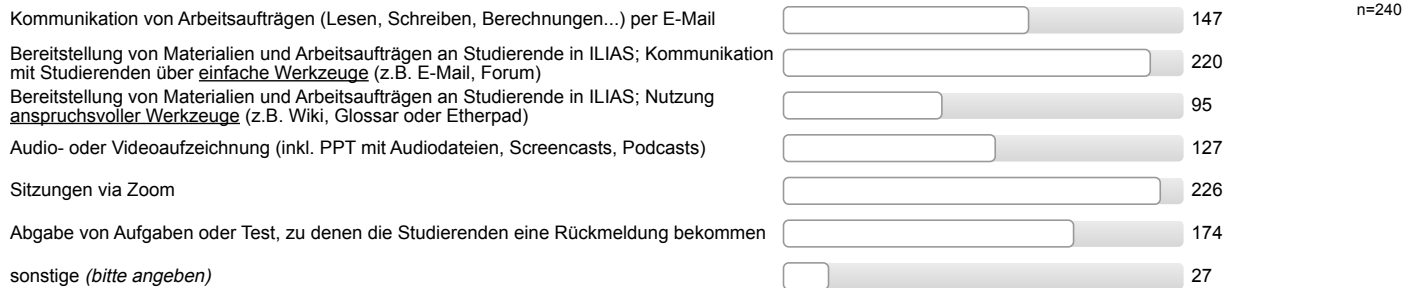 Kommunikation von Arbeitsaufträgen (Lesen, Schreiben, Berechnungen...) per E-Mail 147 n=240
Bereitstellung von Materialien und Arbeitsaufträgen an Studierende in ILIAS; Kommunikation
mit Studierenden über einfache Werkzeuge (z.B. E-Mail, Forum) 220
Bereitstellung von Materialien und Arbeitsaufträgen an Studierende in ILIAS; Nutzung
anspruchsvoller Werkzeuge (z.B. Wiki, Glossar oder Etherpad) 95
Audio- oder Videoaufzeichnung (inkl. PPT mit Audiodateien, Screencasts, Podcasts) 127
Sitzungen via Zoom 226
Abgabe von Aufgaben oder Test, zu denen die Studierenden eine Rückmeldung bekommen 174
sonstige (bitte angeben) 27